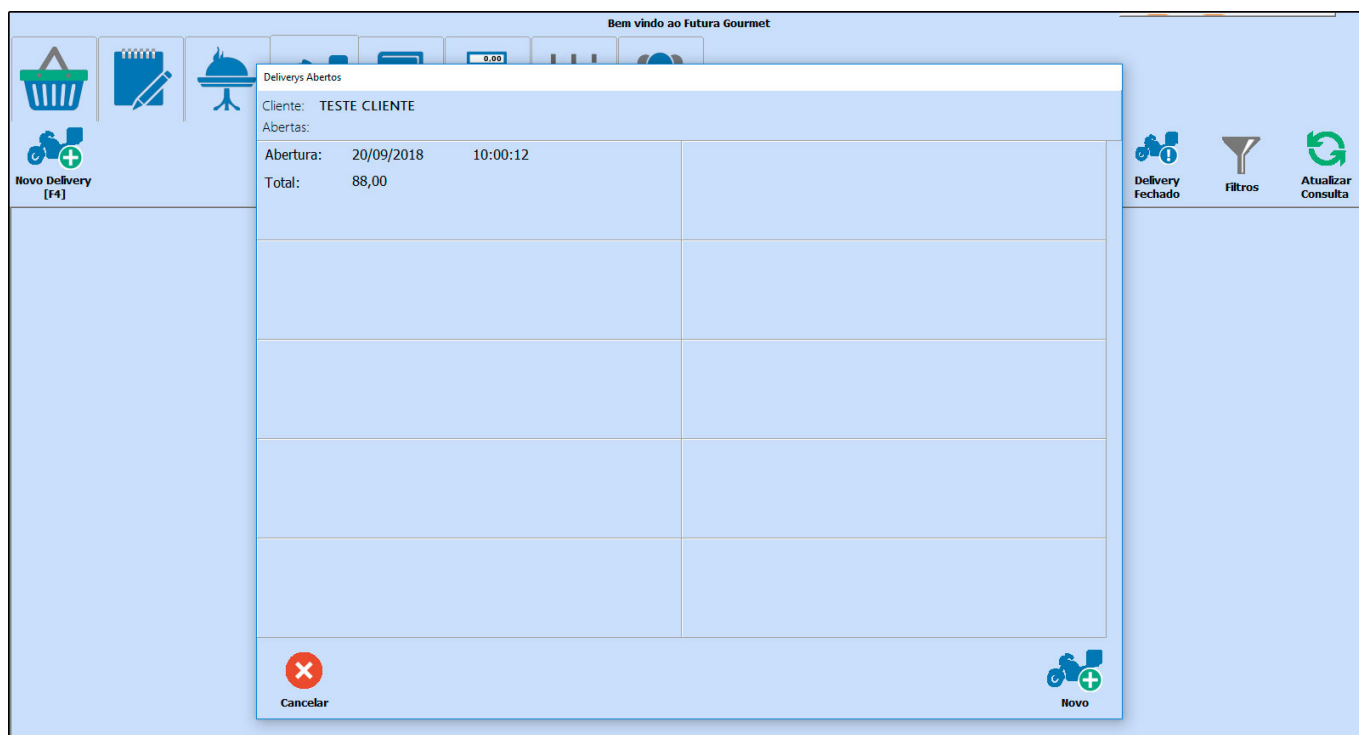 Bem vindo ao Futura Gourmet
0,00
Deliverys Abertos
Cliente: TESTE CLIENTE
Abertas:
Abertura: 20/09/2018 10:00:12
Total: 88,00
Novo Delivery
[F4]
Delivery
Fechado
Filtros
Atualizar
Consulta
Cancelar
Novo